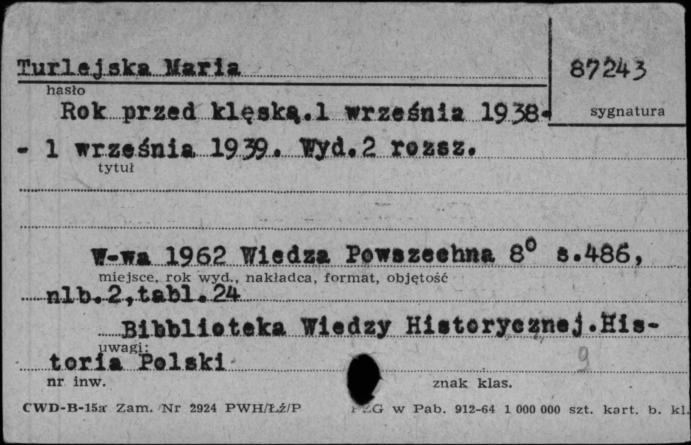 Turlejska Maria 87243
hasło
Rok przed klęską.1 września 1938- sygnatura
- 1 września 1939. Wyd.2 rozsz.
tytuł
W-wa 1962 Wiedza Powszechna 8° s.486,
miejsce, rok wyd., nakładca, format, objętość
nlb.2,tabl.24
Bibblioteka Wiedzy Historycznej.His-
uwagi:
toria Polski 9
nr inw. znak klas.
CWD-B-15a Zam. Nr 2924 PWH/Łż/P w Pab. 912-64 1 000 000 szt. kart. b. kl.